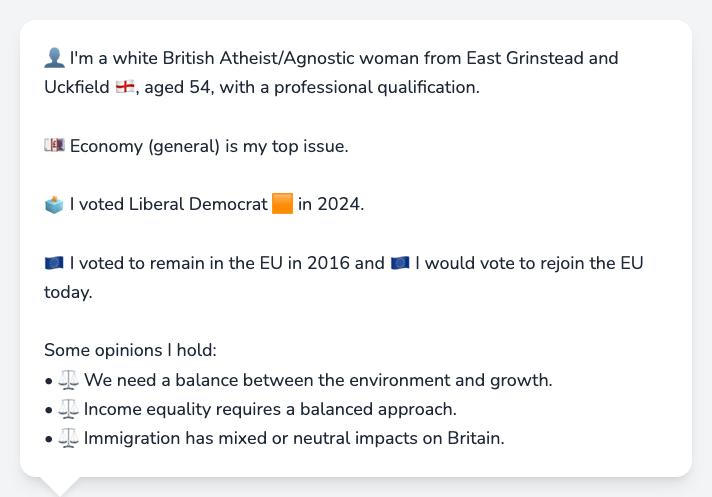 👤 I'm a white British Atheist/Agnostic woman from East Grinstead and
Uckfield 🏴󠁧󠁢󠁥󠁮󠁧󠁿, aged 54, with a professional qualification.
💷 Economy (general) is my top issue.
🗳️ I voted Liberal Democrat 🟧 in 2024.
🇪🇺 I voted to remain in the EU in 2016 and 🇪🇺 I would vote to rejoin the EU
today.
Some opinions I hold:
• ⚖️ We need a balance between the environment and growth.
• ⚖️ Income equality requires a balanced approach.
• ⚖️ Immigration has mixed or neutral impacts on Britain.